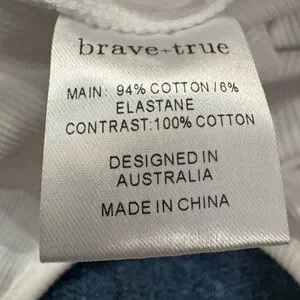 brave+true
MAIN: 94% COTTON/6%
ELASTANE
CONTRAST:100% COTTON
DESIGNED IN
AUSTRALIA
MADE IN CHINA